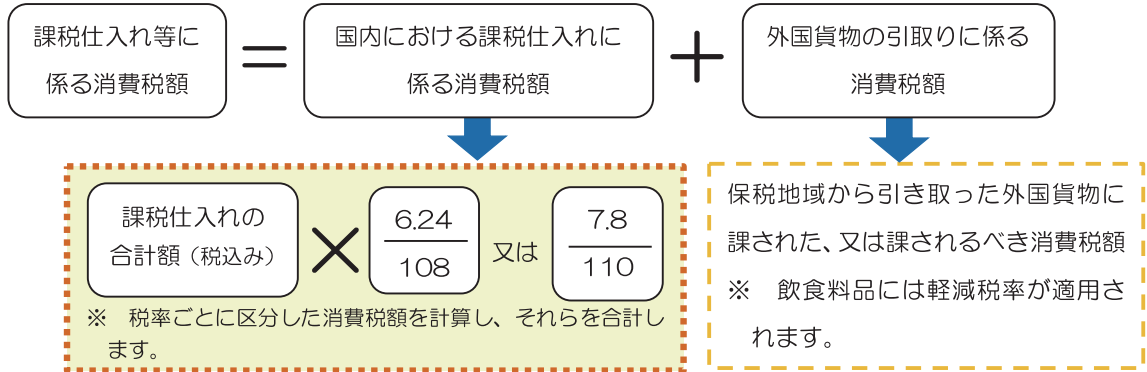 課税仕入れ等に
係る消費税額
=
国内における課税仕入れに
係る消費税額
+
外国貨物の引取りに係る
消費税額
課税仕入れの
合計額（税込み）
×
6.24
108
又は
7.8
110
※　税率ごとに区分した消費税額を計算し、それらを合計し
ます。
保税地域から引き取った外国貨物に
課された、又は課されるべき消費税額
※　飲食料品には軽減税率が適用さ
れます。